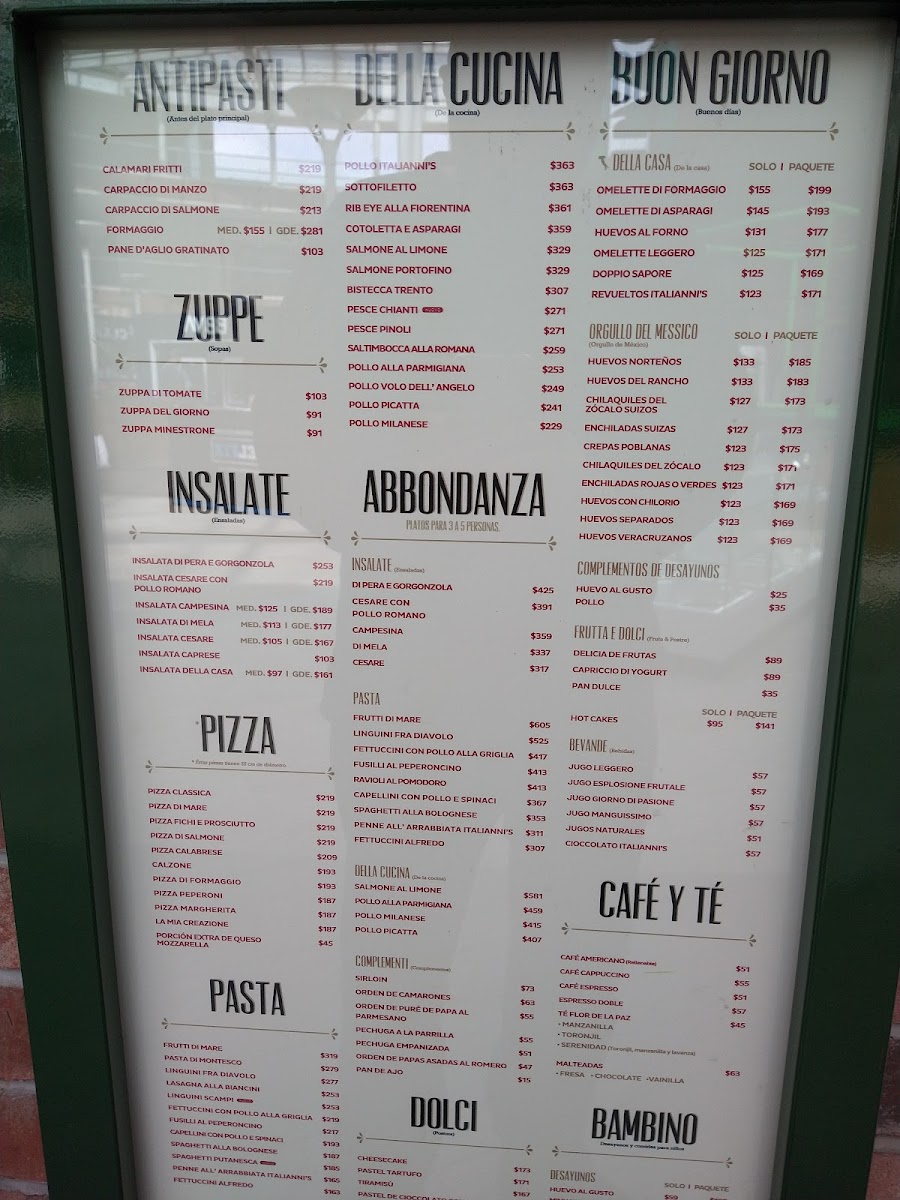 ANTIPASTI
(Antes del plato principal)
CALAMARI FRITTI $219
CARPACCIO DI MANZO $219
CARPACCIO DI SALMONE $213
FORMAGGIO MED. $155 | GDE. $281
PANE D'AGLIO GRATINATO $103
ZUPPE
(Sopas)
ZUPPA DI TOMATE $103
ZUPPA DEL GIORNO $91
ZUPPA MINESTRONE $91
INSALATE
(Ensaladas)
INSALATA DI PERA E GORGONZOLA $253
INSALATA CESARE CON $219
POLLO ROMANO
INSALATA CAMPESINA MED. $125 | GDE. $189
INSALATA DI MELA MED. $113 | GDE. $177
INSALATA CESARE MED. $105 | GDE. $167
INSALATA CAPRESE $103
INSALATA DELLA CASA MED. $97 | GDE. $161
*PIZZA
PIZZA CLASSICA $219
PIZZA DI MARE $219
PIZZA FICHI E PROSCIUTTO $219
PIZZA DI SALMONE $219
PIZZA CALABRESE $209
CALZONE $193
PIZZA DI FORMAGGIO $193
PIZZA PEPERONI $187
PIZZA MARGHERITA $187
LA MIA CREAZIONE $187
PORCIÓN EXTRA DE QUESO $45
MOZZARELLA
PASTA
FRUTTI DI MARE $319
PASTA DI MONTESCO $279
LINGUINI FRA DIAVOLO $277
LASAGNA ALLA BIANCINI $253
LINGUINI SCAMPI $253
FETTUCCINI CON POLLO ALLA GRIGLIA $219
FUSILLI AL PEPERONCINO $217
CAPELLINI CON POLLO E SPINACI $193
SPAGHETTI ALLA BOLOGNESE $187
SPAGHETTI PUTANESCA $185
PENNE ALL' ARRABBIATA ITALIANNI'S $165
FETTUCCINI ALFREDO $163
DELLA CUCINA
(De la cocina)
POLLO ITALIANNI'S $363
SOTTOFILETTO $363
RIB EYE ALLA FIORENTINA $361
COTOLETTA E ASPARAGI $359
SALMONE AL LIMONE $329
SALMONE PORTOFINO $329
BISTECCA TRENTO $307
PESCE CHIANTI $271
PESCE PINOLI $271
SALTIMBOCCA ALLA ROMANA $259
POLLO ALLA PARMIGIANA $253
POLLO VOLO DELL' ANGELO $249
POLLO PICATTA $241
POLLO MILANESE $229
ABBONDANZA
PLATOS PARA 3 A 5 PERSONAS.
INSALATE (Ensaladas)
DI PERA E GORGONZOLA $425
CESARE CON $391
POLLO ROMANO
CAMPESINA $359
DI MELA $337
CESARE $317
PASTA
FRUTTI DI MARE $605
LINGUINI FRA DIAVOLO $525
FETTUCCINI CON POLLO ALLA GRIGLIA $417
FUSILLI AL PEPERONCINO $413
RAVIOLI AL POMODORO $413
CAPELLINI CON POLLO E SPINACI $367
SPAGHETTI ALLA BOLOGNESE $353
PENNE ALL' ARRABBIATA ITALIANNI'S $311
FETTUCCINI ALFREDO $307
DELLA CUCINA (De la cocina)
SALMONE AL LIMONE $581
POLLO ALLA PARMIGIANA $459
POLLO MILANESE $415
POLLO PICATTA $407
COMPLEMENTI (Complementos)
SIRLOIN $73
ORDEN DE CAMARONES $63
ORDEN DE PURÉ DE PAPA AL $55
PARMESANO
PECHUGA A LA PARRILLA $55
PECHUGA EMPANIZADA $51
ORDEN DE PAPAS ASADAS AL ROMERO $47
PAN DE AJO $15
DOLCI
(Postres)
CHEESECAKE $173
PASTEL TARTUFO $171
TIRAMISÚ $167
PASTEL DE CIOCCOLATO
BUON GIORNO
(Buenos días)
DELLA CASA (De la casa) SOLO | PAQUETE
OMELETTE DI FORMAGGIO $155 $199
OMELETTE DI ASPARAGI $145 $193
HUEVOS AL FORNO $131 $177
OMELETTE LEGGERO $125 $171
DOPPIO SAPORE $125 $169
REVUELTOS ITALIANNI'S $123 $171
ORGULLO DEL MESSICO SOLO | PAQUETE
(Orgullo de México)
HUEVOS NORTEÑOS $133 $185
HUEVOS DEL RANCHO $133 $183
CHILAQUILES DEL $127 $173
ZÓCALO SUIZOS
ENCHILADAS SUIZAS $127 $173
CREPAS POBLANAS $123 $175
CHILAQUILES DEL ZÓCALO $123 $171
ENCHILADAS ROJAS O VERDES $123 $171
HUEVOS CON CHILORIO $123 $169
HUEVOS SEPARADOS $123 $169
HUEVOS VERACRUZANOS $123 $169
COMPLEMENTOS DE DESAYUNOS
HUEVO AL GUSTO $25
POLLO $35
FRUTTA E DOLCI (Fruta & Postre)
DELICIA DE FRUTAS $89
CAPRICCIO DI YOGURT $89
PAN DULCE $35
SOLO | PAQUETE
HOT CAKES $95 $141
BEVANDE (Bebidas)
JUGO LEGGERO $57
JUGO ESPLOSIONE FRUTALE $57
JUGO GIORNO DI PASIONE $57
JUGO MANGUISSIMO $57
JUGOS NATURALES $51
CIOCCOLATO ITALIANNI'S $57
CAFÉ Y TÉ
CAFÉ AMERICANO (Rellenable) $51
CAFÉ CAPPUCCINO $55
CAFÉ ESPRESSO $51
ESPRESSO DOBLE $57
TÉ FLOR DE LA PAZ $45
• MANZANILLA
• TORONJIL
• SERENIDAD (Toronjil, manzanilla y lavanza)
MALTEADAS $63
• FRESA • CHOCOLATE • VAINILLA
BAMBINO
Desayunos y comidas para niños
DESAYUNOS SOLO | PAQUETE
HUEVO AL GUSTO $59